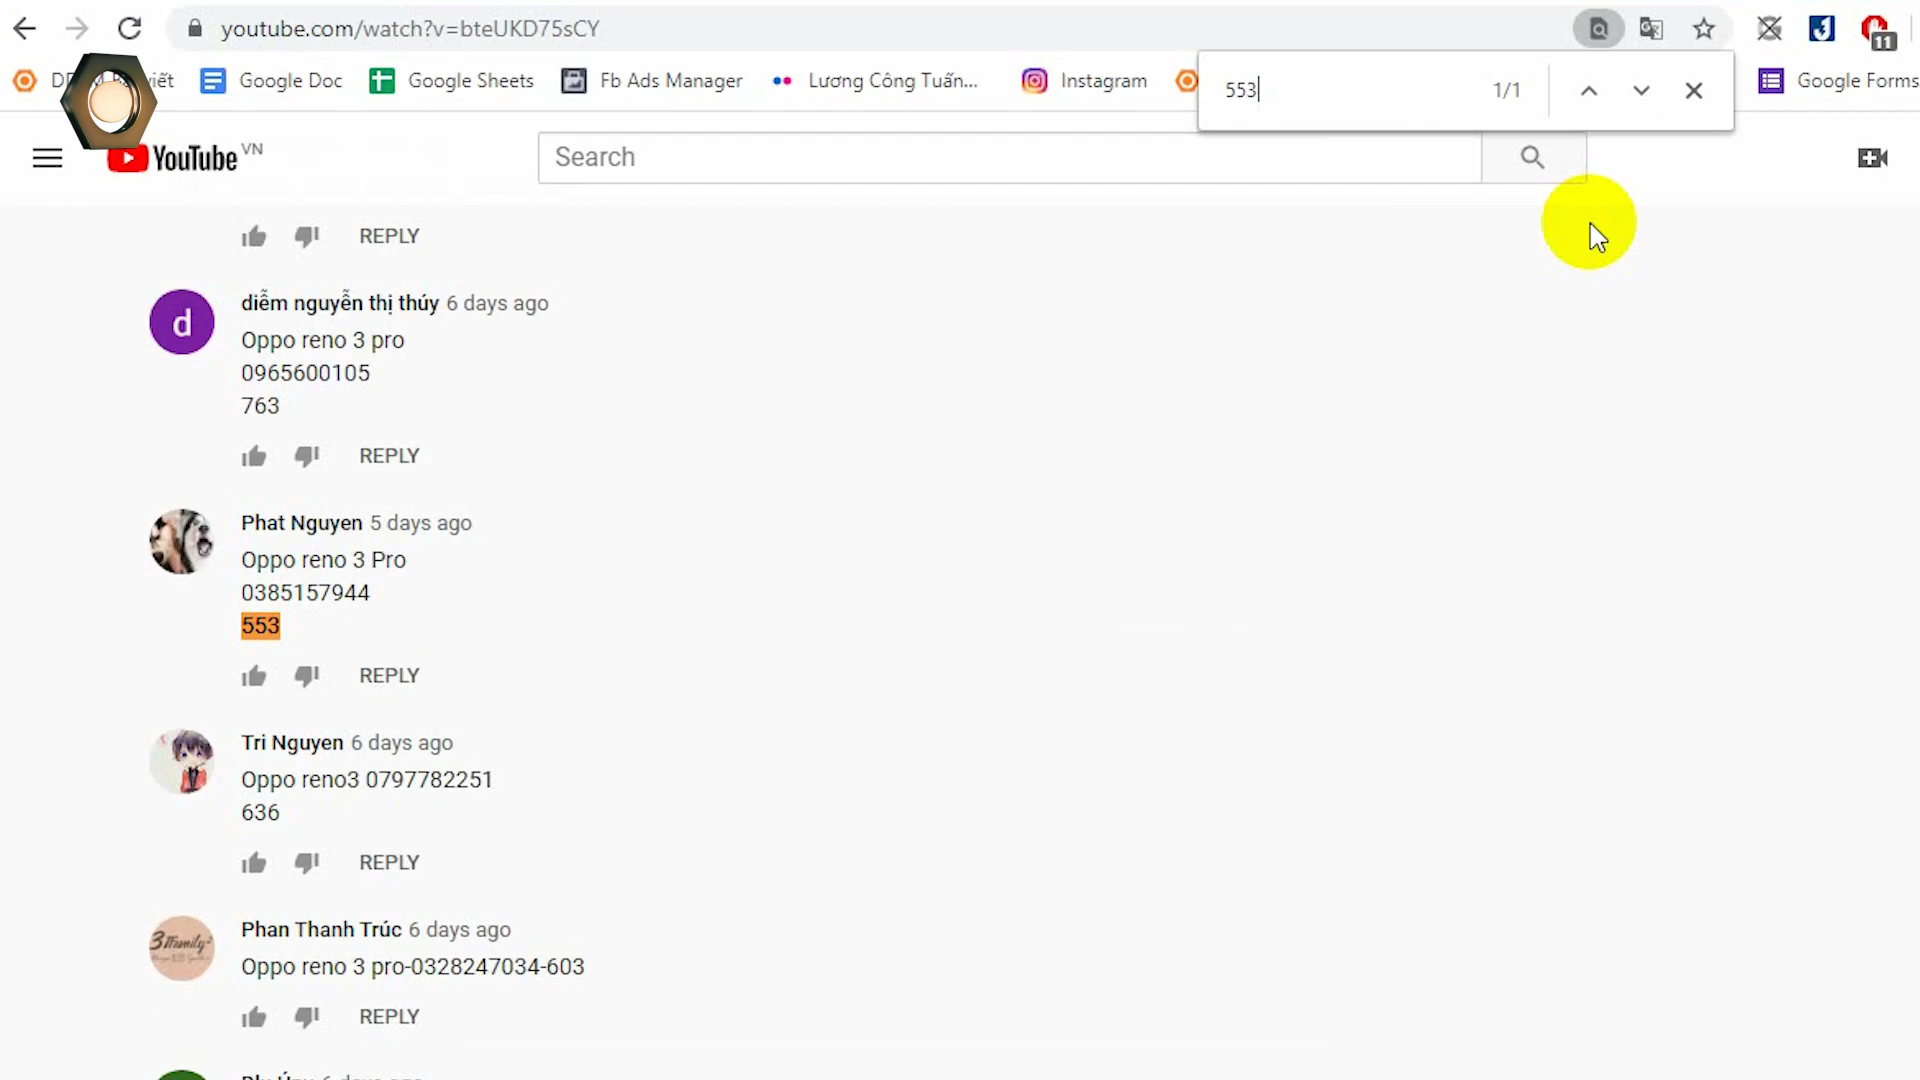 youtube.com/watch?v=bteUKD75sCY
11
Google Doc
Google Sheets
Fb Ads Manager
Lương Công Tuấn...
Instagram
Google Forms
553
1/1
YouTube VN
Search
REPLY
d
diễm nguyễn thị thúy 6 days ago
Oppo reno 3 pro
0965600105
763
REPLY
Phat Nguyen 5 days ago
Oppo reno 3 Pro
0385157944
553
REPLY
Tri Nguyen 6 days ago
Oppo reno3 0797782251
636
REPLY
Phan Thanh Trúc 6 days ago
Oppo reno 3 pro-0328247034-603
REPLY